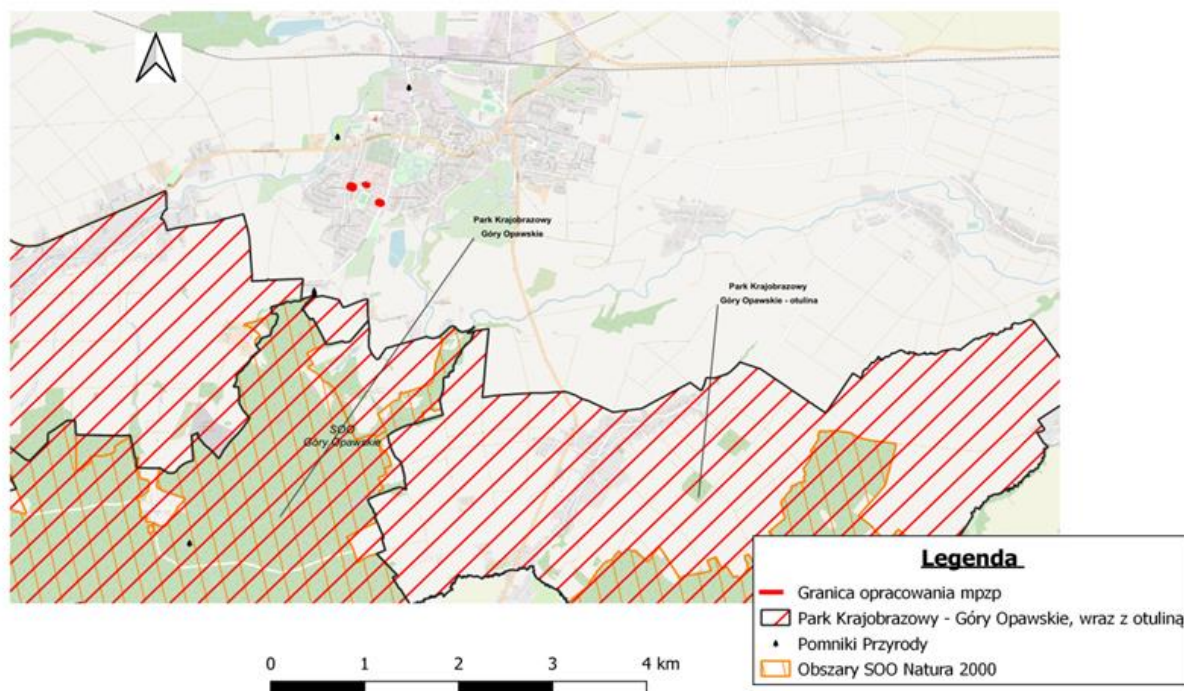 Park Krajobrazowy
Góry Opawskie
Park Krajobrazowy
Góry Opawskie - otulina
SOO
Góry Opawskie
Legenda
Granica opracowania mpzp
Park Krajobrazowy - Góry Opawskie, wraz z otuliną
Pomniki Przyrody
Obszary SOO Natura 2000
0 1 2 3 4 km